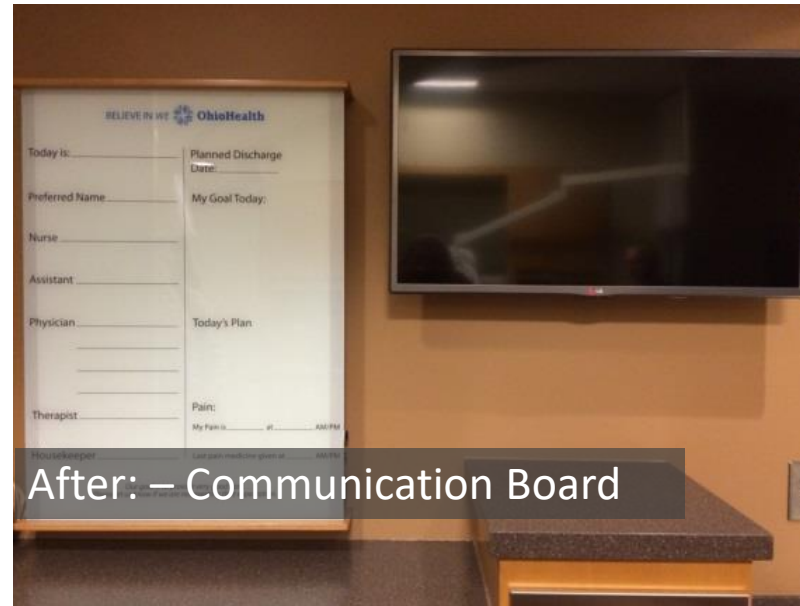 BELIEVE IN WE OhioHealth
Today is:
Preferred Name
Nurse
Assistant
Physician
Therapist
Housekeeper
Planned Discharge
Date:
My Goal Today:
Today's Plan
Pain:
My Pain is at AM/PM
Last pain medicine given at AM/PM
After: – Communication Board
LG